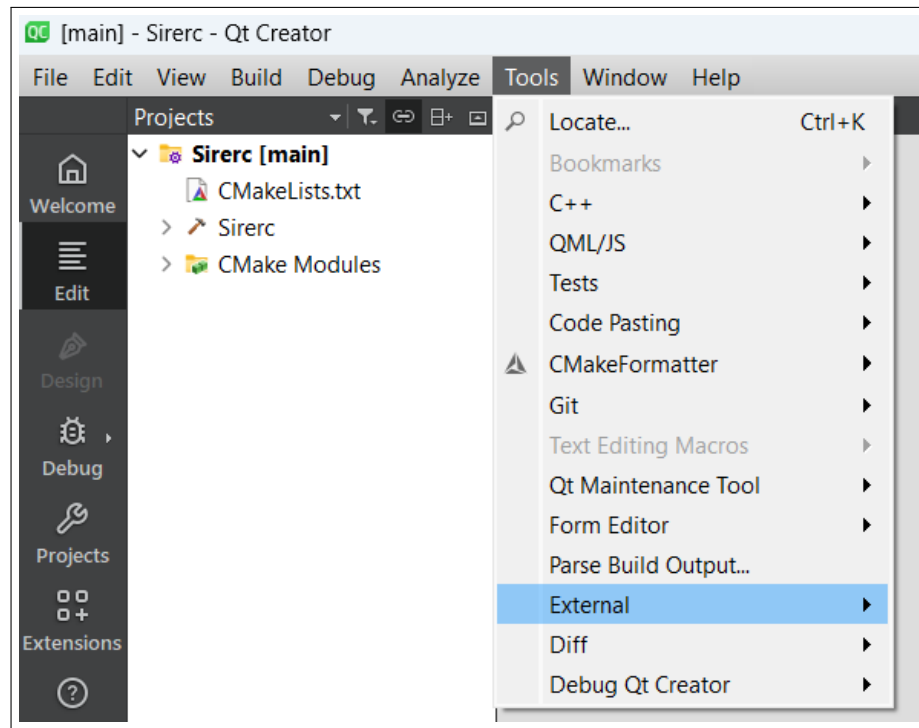 QC [main] - Sirerc - Qt Creator
File Edit View Build Debug Analyze Tools Window Help
Projects
Welcome
Edit
Design
Debug
Projects
Extensions
Sirerc [main]
CMakeLists.txt
Sirerc
CMake Modules
Locate... Ctrl+K
Bookmarks
C++
QML/JS
Tests
Code Pasting
CMakeFormatter
Git
Text Editing Macros
Qt Maintenance Tool
Form Editor
Parse Build Output...
External
Diff
Debug Qt Creator